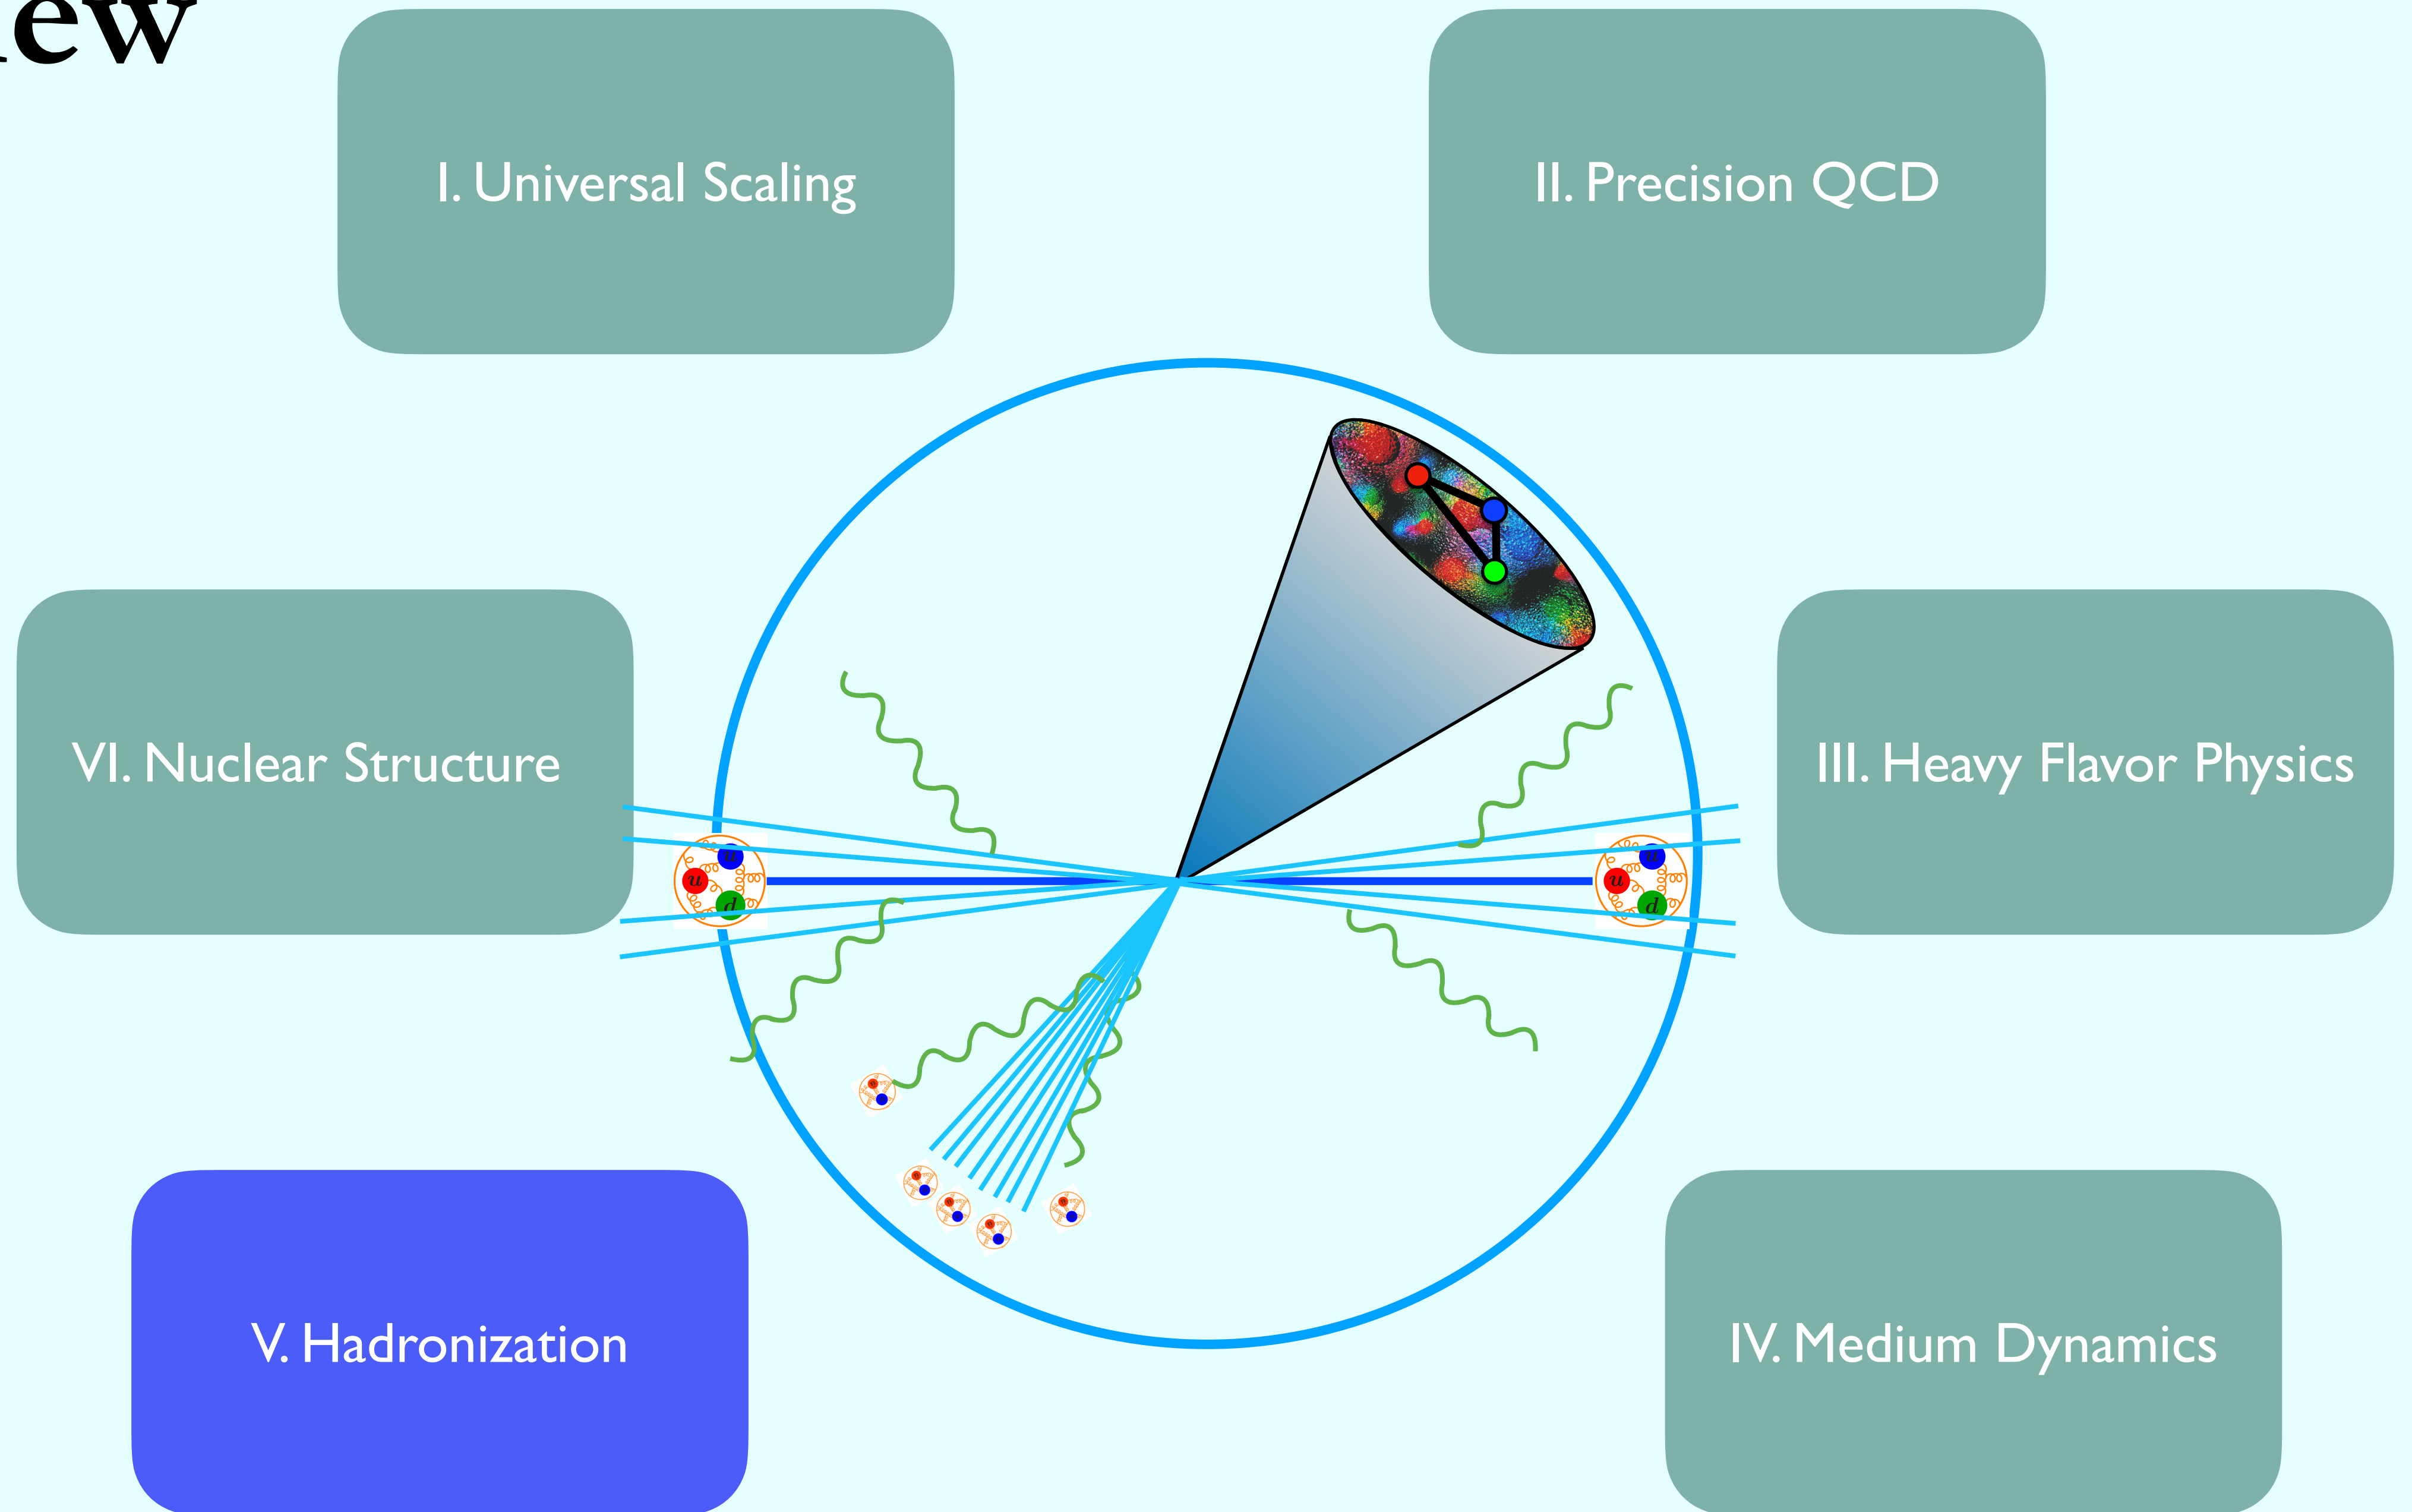 ew
I. Universal Scaling
II. Precision QCD
VI. Nuclear Structure
III. Heavy Flavor Physics
u
u
d
u
u
d
V. Hadronization
IV. Medium Dynamics